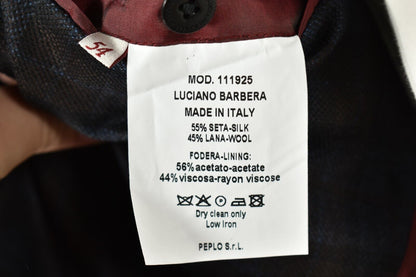 54
MOD. 111925
LUCIANO BARBERA
MADE IN ITALY
55% SETA-SILK
45% LANA-WOOL
FODERA-LINING:
56% acetato-acetate
44% viscosa-rayon viscose
Dry clean only
Low iron
PEPLO S.r.L.